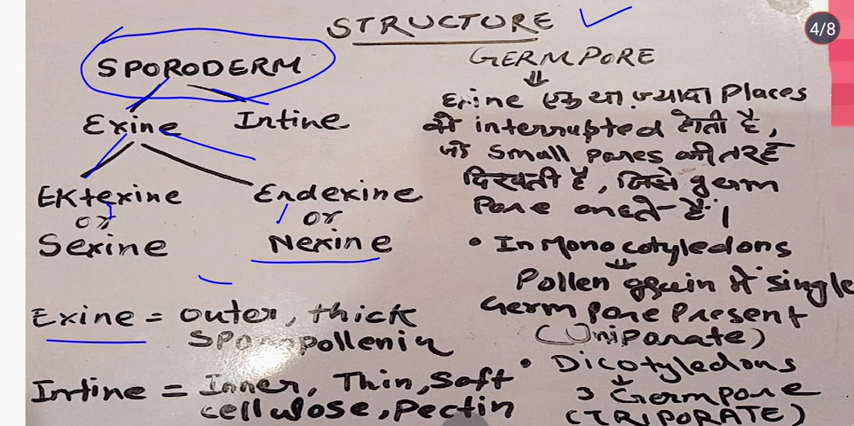 STRUCTURE
4/8
SPORODERM
Exine Intine
Ektexine Endexine
or or
Sexine Nexine
Exine = outer, thick
Sporopollenin
Intine = Inner, Thin, Soft
cellulose, Pectin
GERMPORE
⇓
Exine एक या ज्यादा Places
से interrupted होती है,
जो Small pores की तरह
दिखती है, जिसे germ
Pore कहते हैं।
• In Monocotyledons
⇓
Pollen grain में single
Germ pore Present
(Uniporate)
• Dicotyledons
↓
3 Germpore
(TRIPORATE)